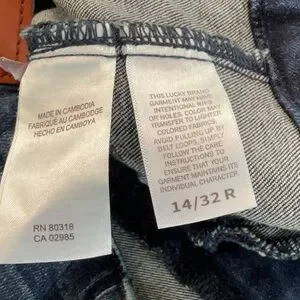 MADE IN CAMBODIA
FABRIQUÉ AU CAMBODGE
HECHO EN CAMBOYA
RN 80318
CA 02985
THIS LUCKY BRAND
GARMENT MAY HAVE
INTENTIONAL RIPS
OR HOLES. COLOR MAY
TRANSFER TO LIGHTER
COLORED FABRICS.
AVOID PULLING UP BY
BELT LOOPS. SIMPLY
FOLLOW THE CARE
INSTRUCTIONS TO
ENSURE THAT YOUR
GARMENT MAINTAINS ITS
INDIVIDUAL CHARACTER
14/32 R